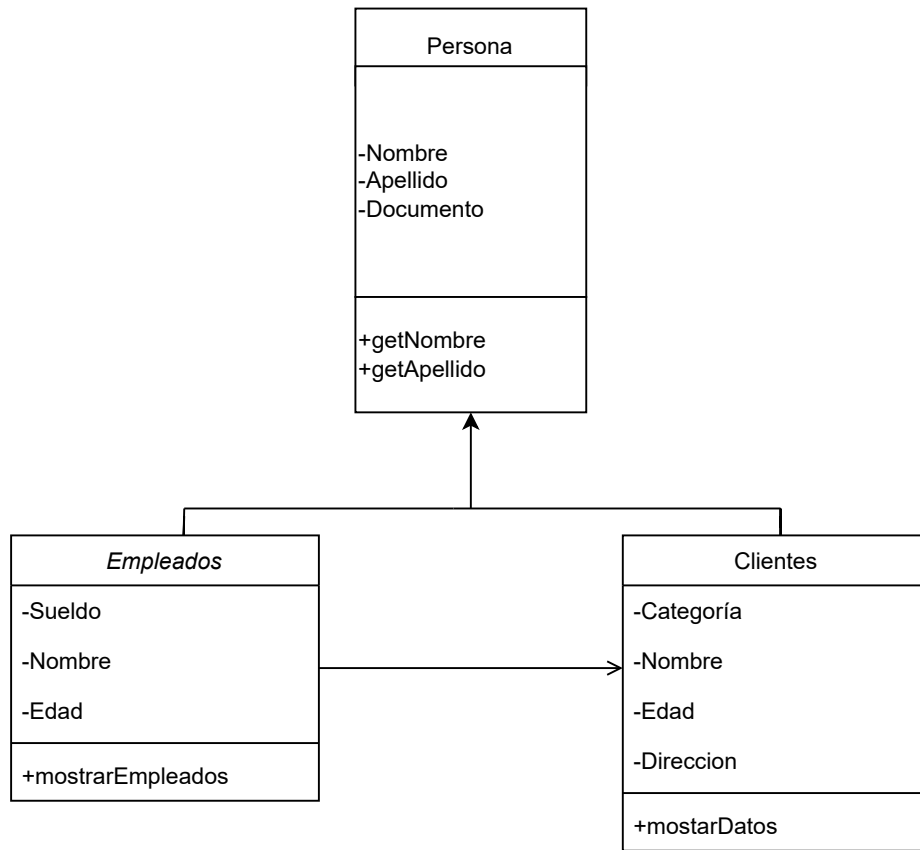 Persona
-Nombre
-Apellido
-Documento
+getNombre
+getApellido
Empleados
-Sueldo
-Nombre
-Edad
+mostrarEmpleados
Clientes
-Categoría
-Nombre
-Edad
-Direccion
+mostarDatos